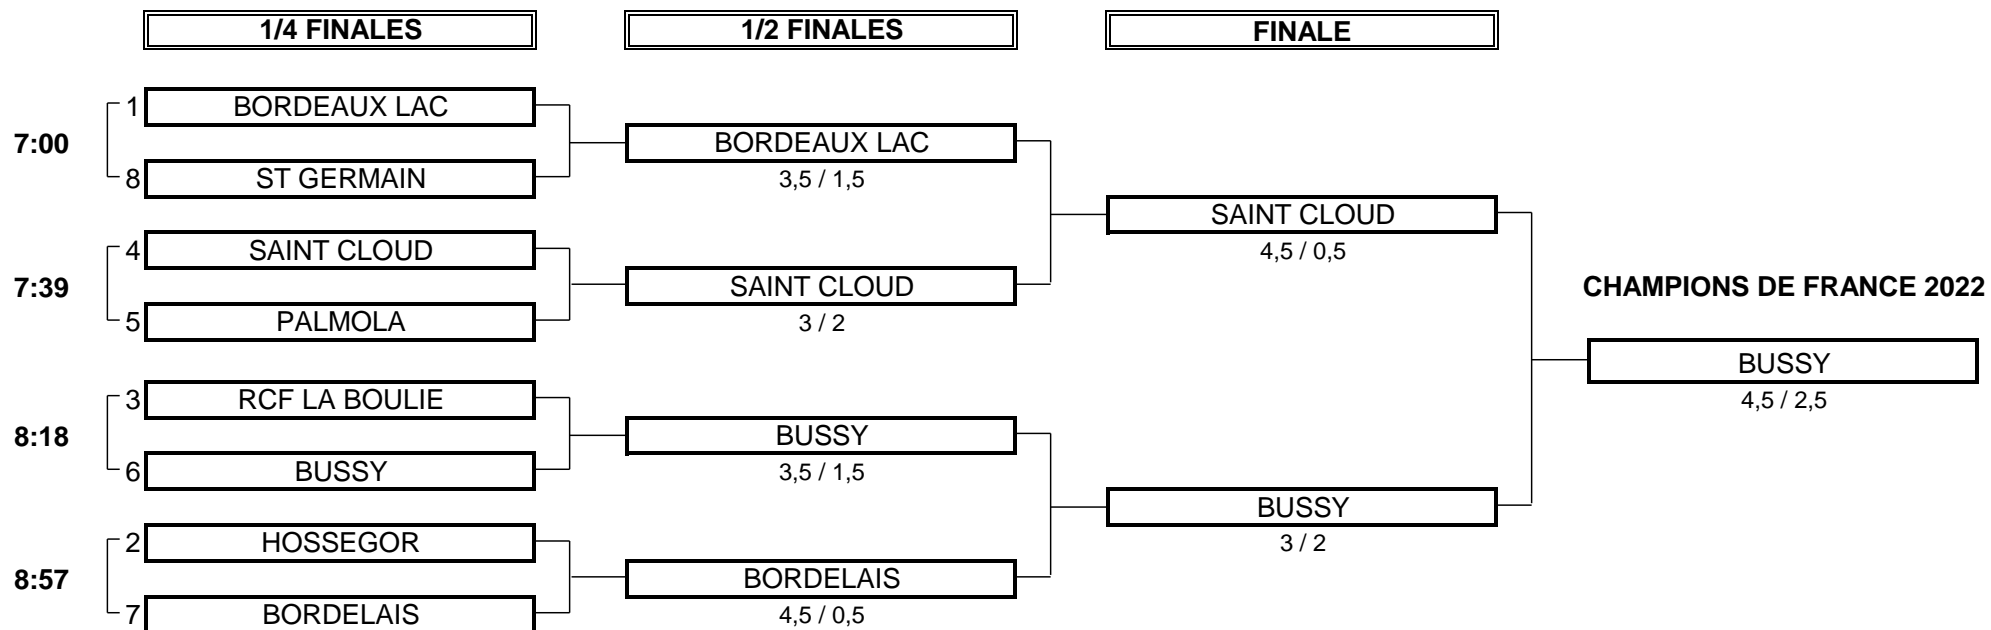 1/4 FINALES
1/2 FINALES
FINALE
7:00
1 BORDEAUX LAC
8 ST GERMAIN
BORDEAUX LAC
3,5 / 1,5
7:39
4 SAINT CLOUD
5 PALMOLA
SAINT CLOUD
3 / 2
SAINT CLOUD
4,5 / 0,5
8:18
3 RCF LA BOULIE
6 BUSSY
BUSSY
3,5 / 1,5
8:57
2 HOSSEGOR
7 BORDELAIS
BORDELAIS
4,5 / 0,5
BUSSY
3 / 2
CHAMPIONS DE FRANCE 2022
BUSSY
4,5 / 2,5